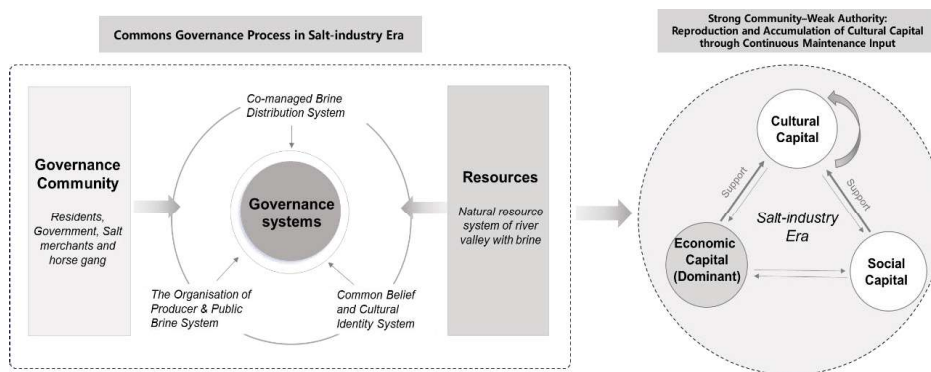 Commons Governance Process in Salt-industry Era
Strong Community–Weak Authority:
Reproduction and Accumulation of Cultural Capital
through Continuous Maintenance Input
Governance
Community
Residents,
Government, Salt
merchants and
horse gang
Co-managed Brine
Distribution System
Governance
systems
The Organisation of
Producer & Public
Brine System
Common Belief
and Cultural
Identity System
Resources
Natural resource
system of river
valley with brine
Cultural
Capital
Support
Support
Salt-industry
Era
Economic
Capital
(Dominant)
Social
Capital